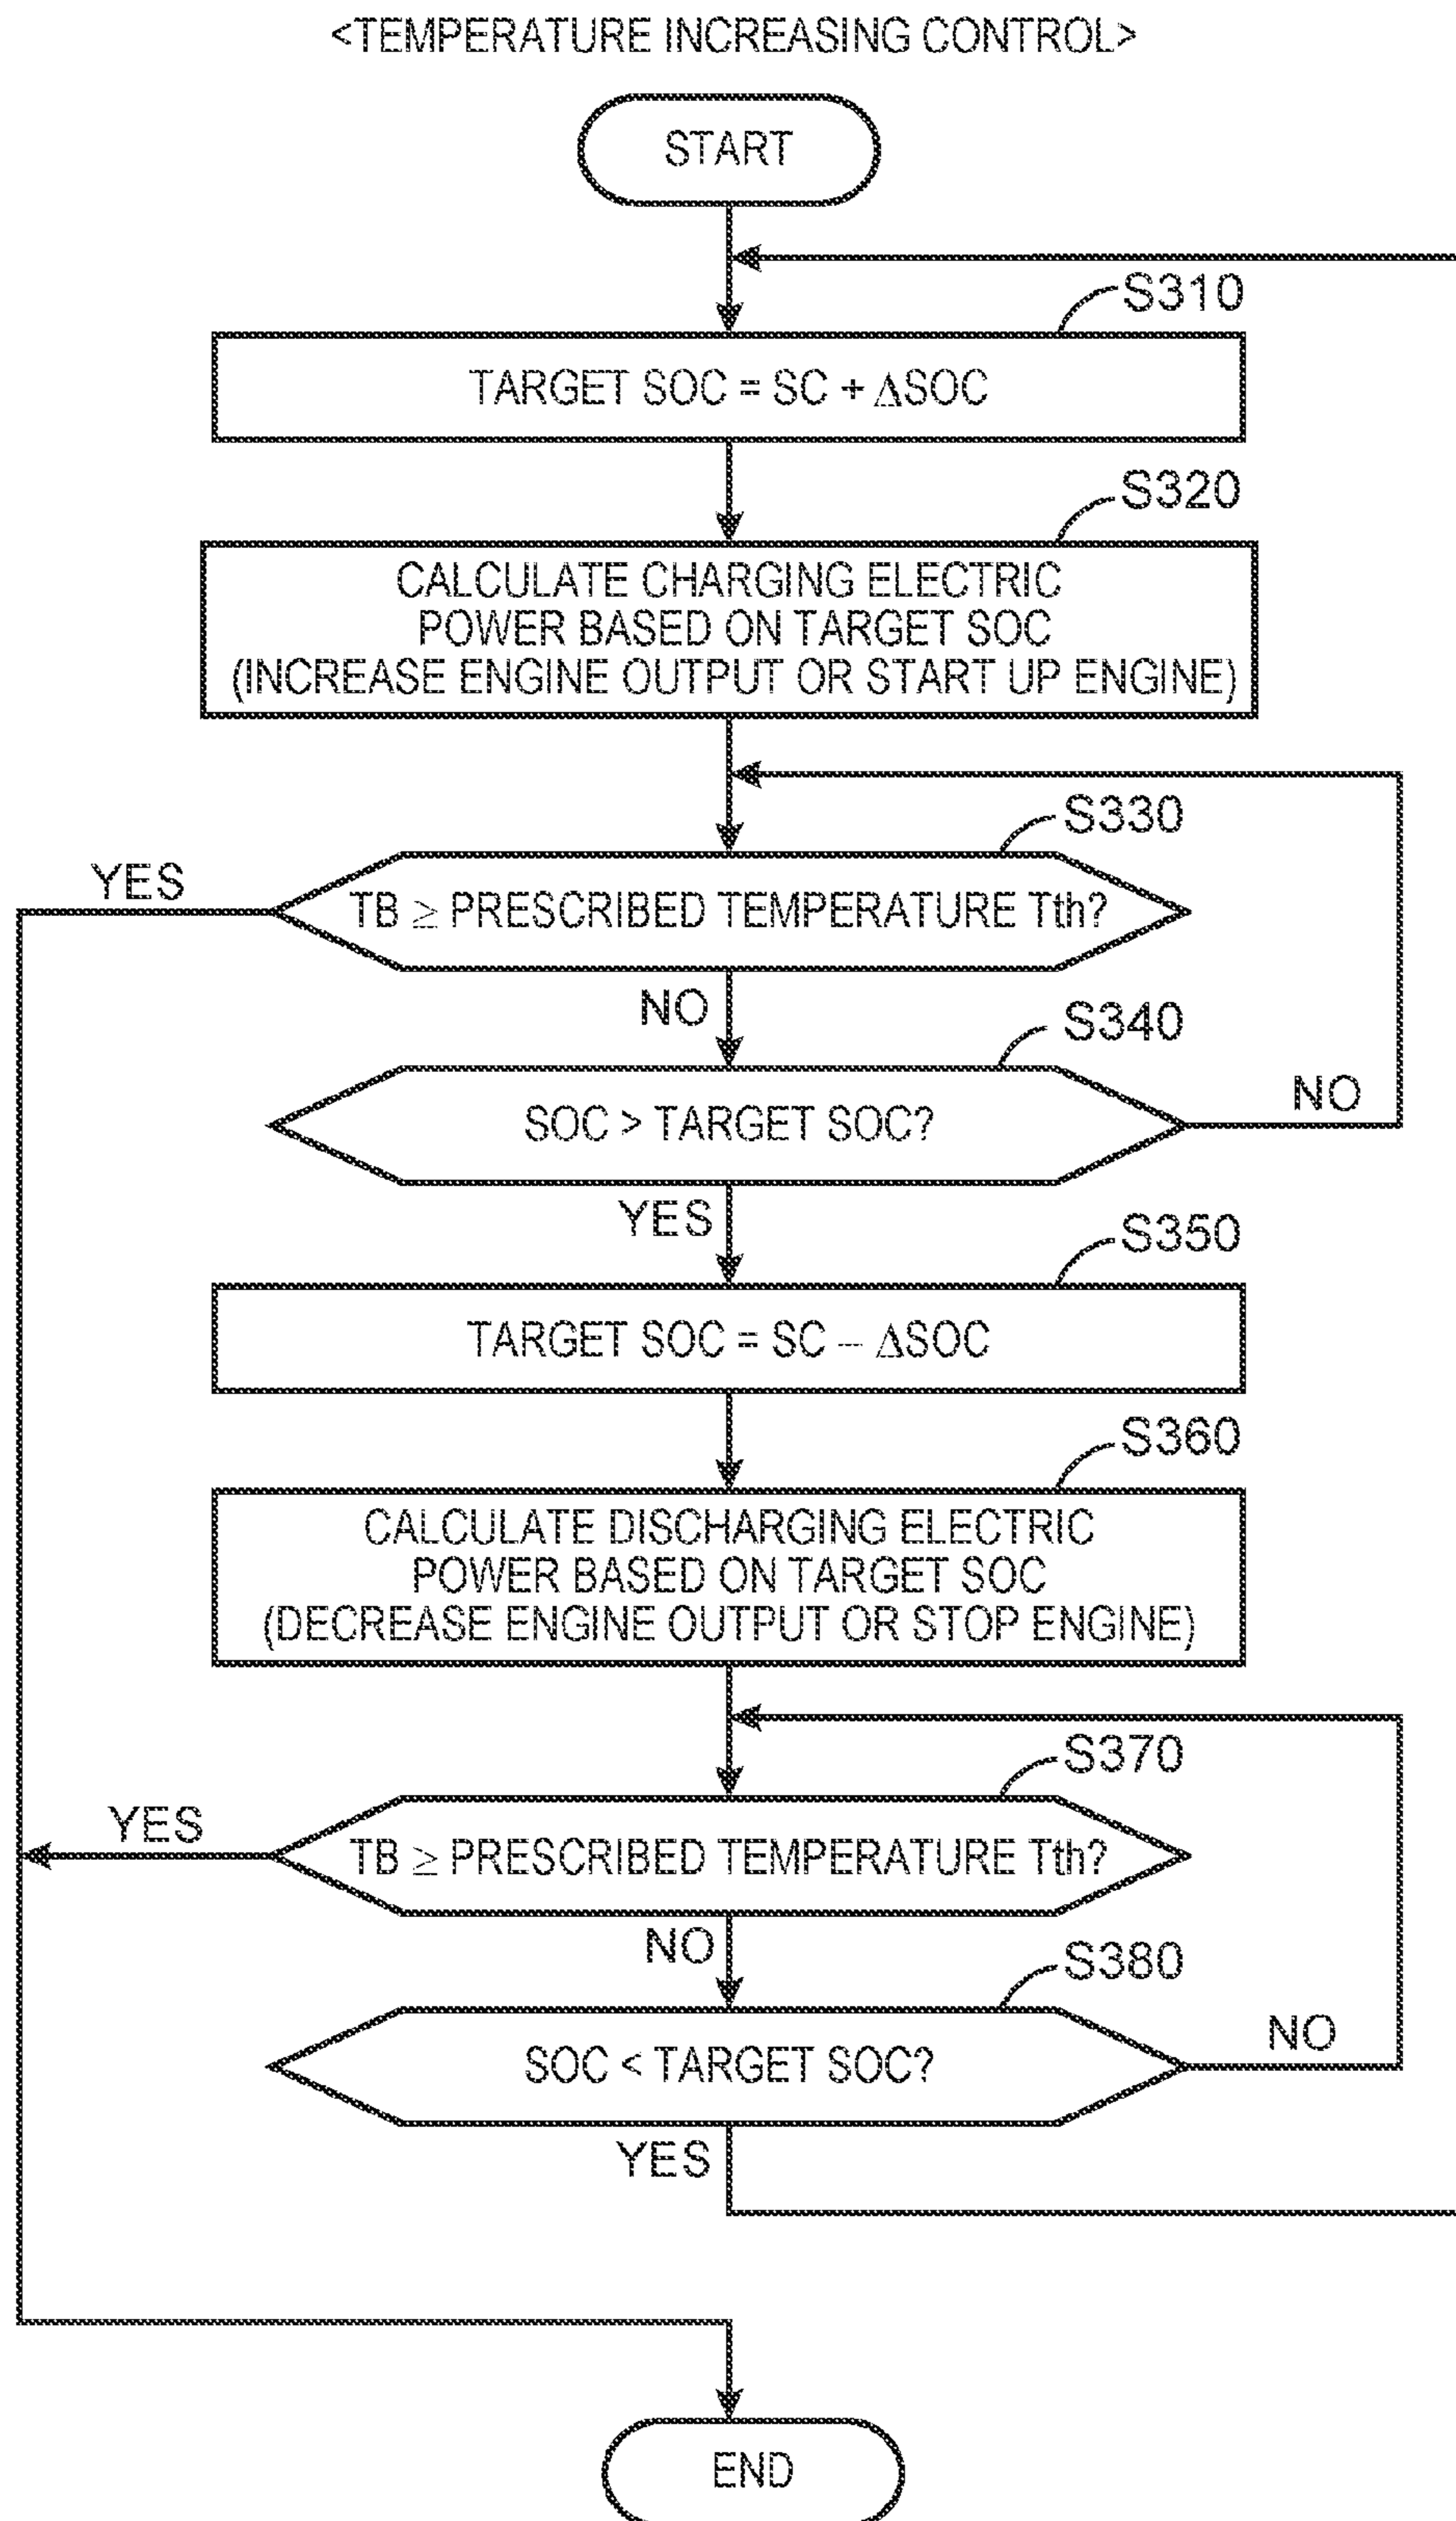 <TEMPERATURE INCREASING CONTROL>
START
S310
TARGET SOC = SC + ΔSOC
S320
CALCULATE CHARGING ELECTRIC
POWER BASED ON TARGET SOC
(INCREASE ENGINE OUTPUT OR START UP ENGINE)
S330
YES
TB ≥ PRESCRIBED TEMPERATURE Tth?
NO
S340
SOC > TARGET SOC?
NO
YES
S350
TARGET SOC = SC – ΔSOC
S360
CALCULATE DISCHARGING ELECTRIC
POWER BASED ON TARGET SOC
(DECREASE ENGINE OUTPUT OR STOP ENGINE)
S370
YES
TB ≥ PRESCRIBED TEMPERATURE Tth?
NO
S380
SOC < TARGET SOC?
NO
YES
END